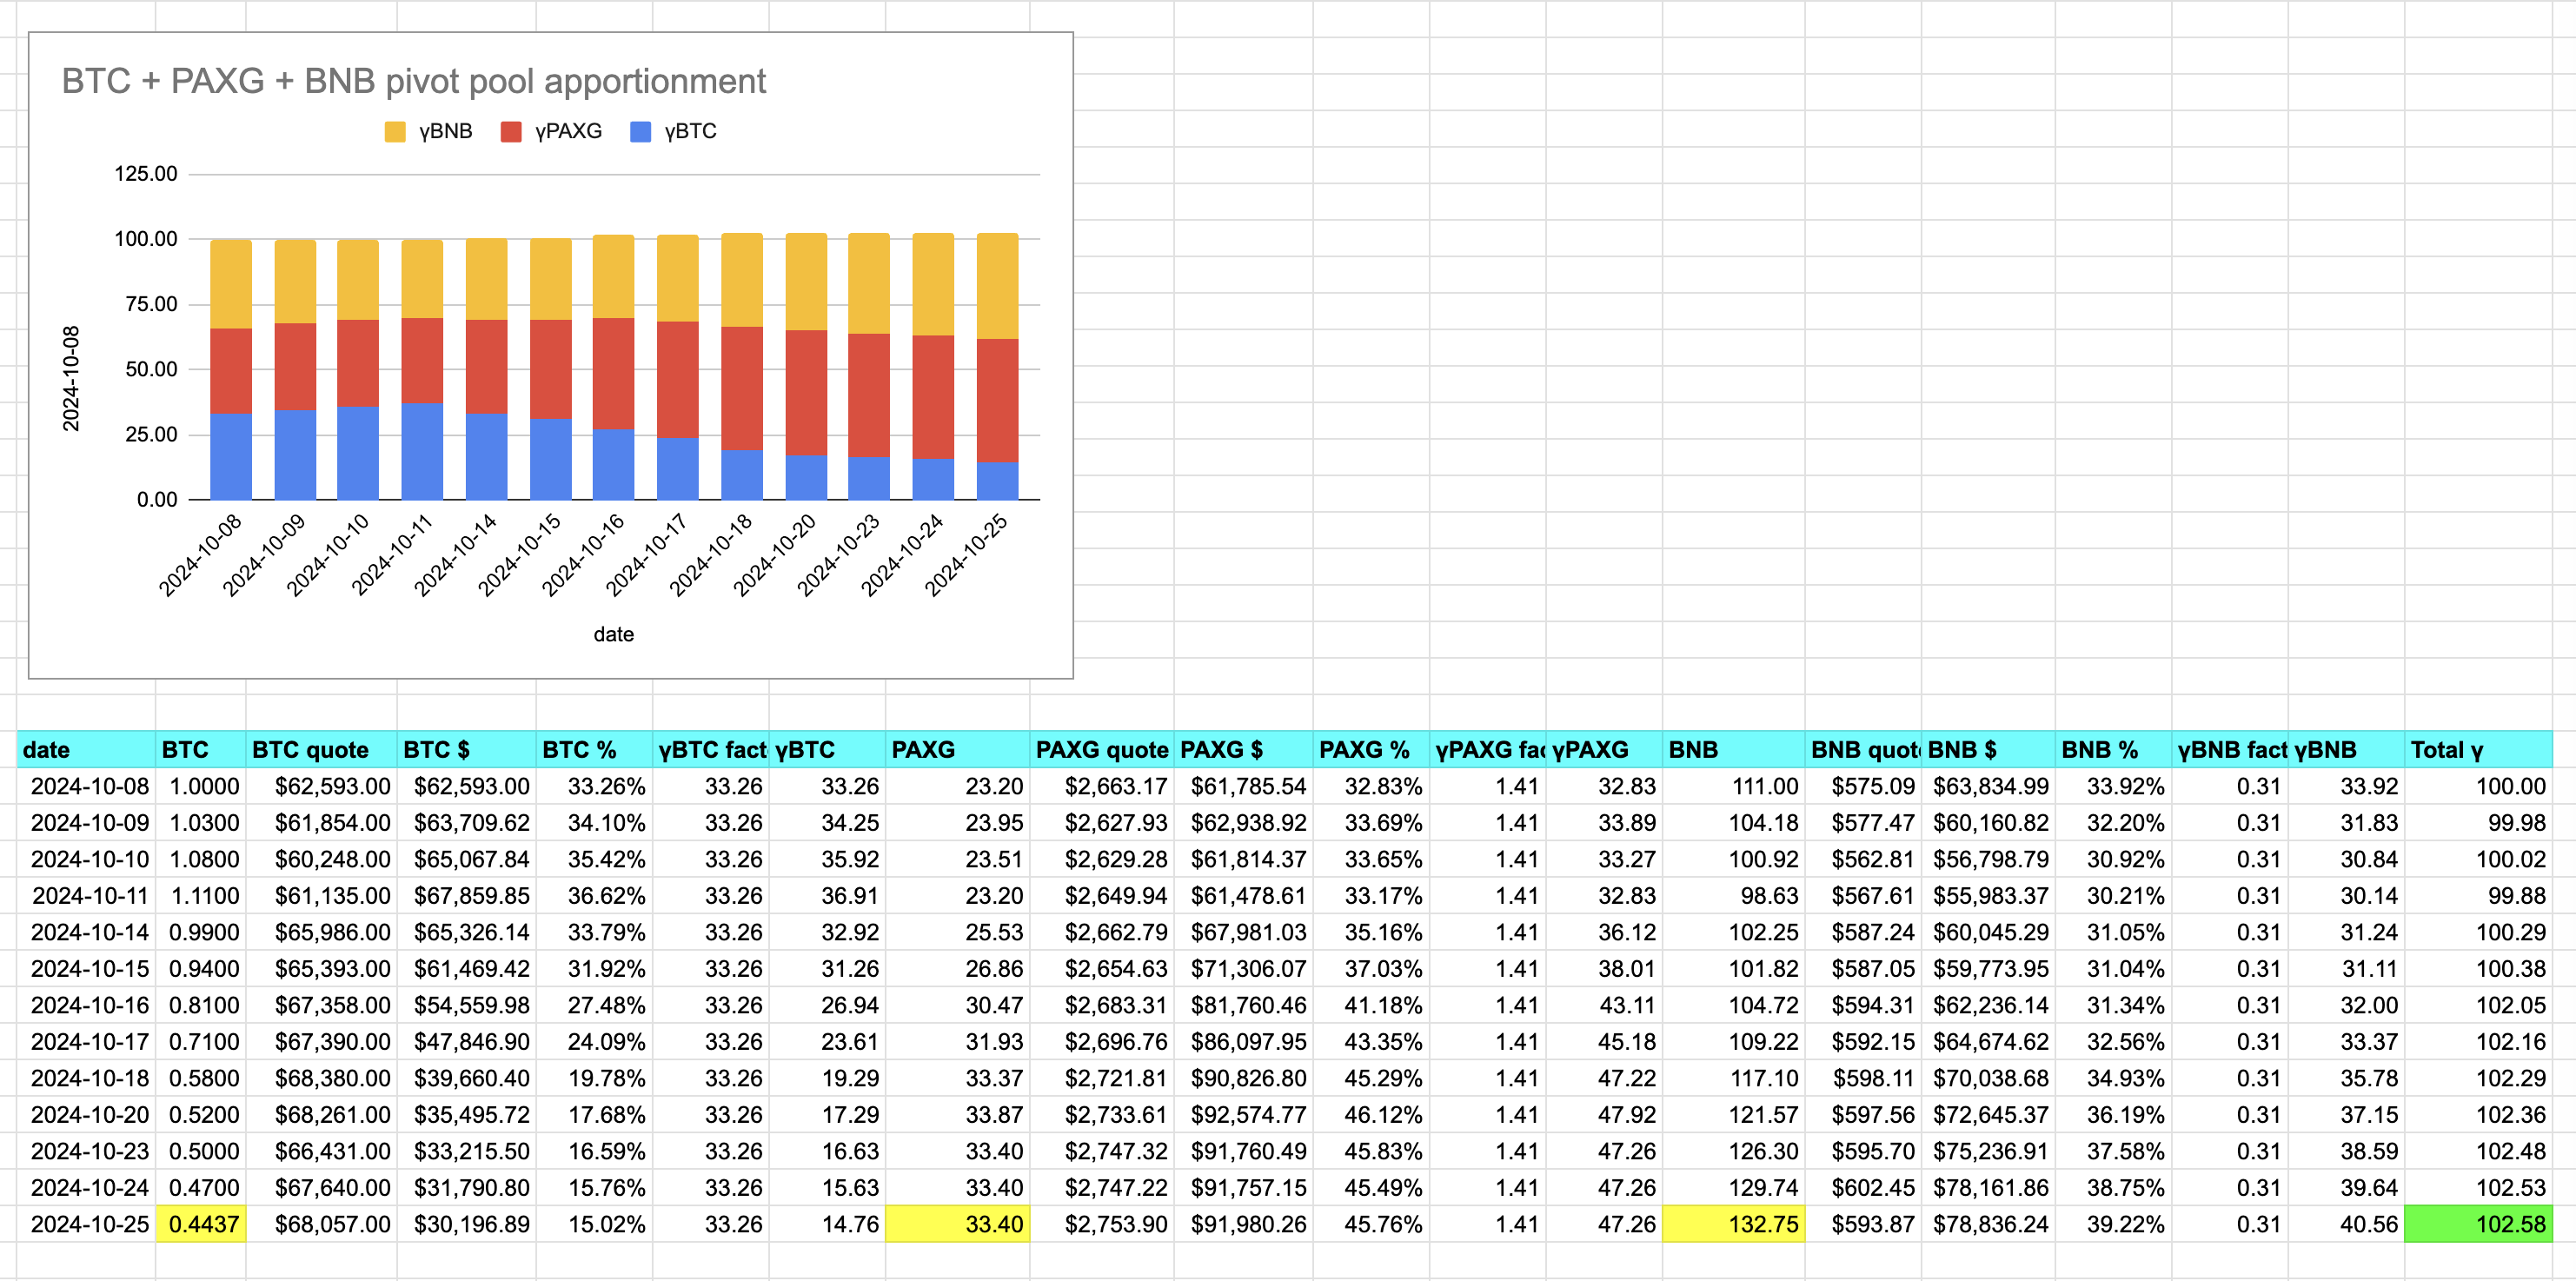 BTC + PAXG + BNB pivot pool apportionment
γBNB γPAXG γBTC
125.00
100.00
75.00
50.00
25.00
0.00
2024-10-08
2024-10-08 2024-10-09 2024-10-10 2024-10-11 2024-10-14 2024-10-15 2024-10-16 2024-10-17 2024-10-18 2024-10-20 2024-10-23 2024-10-24 2024-10-25
date
date BTC BTC quote BTC $ BTC % γBTC fact γBTC PAXG PAXG quote PAXG $ PAXG % γPAXG fac γPAXG BNB BNB quot BNB $ BNB % γBNB fact γBNB Total γ
2024-10-08 1.0000 $62,593.00 $62,593.00 33.26% 33.26 33.26 23.20 $2,663.17 $61,785.54 32.83% 1.41 32.83 111.00 $575.09 $63,834.99 33.92% 0.31 33.92 100.00
2024-10-09 1.0300 $61,854.00 $63,709.62 34.10% 33.26 34.25 23.95 $2,627.93 $62,938.92 33.69% 1.41 33.89 104.18 $577.47 $60,160.82 32.20% 0.31 31.83 99.98
2024-10-10 1.0800 $60,248.00 $65,067.84 35.42% 33.26 35.92 23.51 $2,629.28 $61,814.37 33.65% 1.41 33.27 100.92 $562.81 $56,798.79 30.92% 0.31 30.84 100.02
2024-10-11 1.1100 $61,135.00 $67,859.85 36.62% 33.26 36.91 23.20 $2,649.94 $61,478.61 33.17% 1.41 32.83 98.63 $567.61 $55,983.37 30.21% 0.31 30.14 99.88
2024-10-14 0.9900 $65,986.00 $65,326.14 33.79% 33.26 32.92 25.53 $2,662.79 $67,981.03 35.16% 1.41 36.12 102.25 $587.24 $60,045.29 31.05% 0.31 31.24 100.29
2024-10-15 0.9400 $65,393.00 $61,469.42 31.92% 33.26 31.26 26.86 $2,654.63 $71,306.07 37.03% 1.41 38.01 101.82 $587.05 $59,773.95 31.04% 0.31 31.11 100.38
2024-10-16 0.8100 $67,358.00 $54,559.98 27.48% 33.26 26.94 30.47 $2,683.31 $81,760.46 41.18% 1.41 43.11 104.72 $594.31 $62,236.14 31.34% 0.31 32.00 102.05
2024-10-17 0.7100 $67,390.00 $47,846.90 24.09% 33.26 23.61 31.93 $2,696.76 $86,097.95 43.35% 1.41 45.18 109.22 $592.15 $64,674.62 32.56% 0.31 33.37 102.16
2024-10-18 0.5800 $68,380.00 $39,660.40 19.78% 33.26 19.29 33.37 $2,721.81 $90,826.80 45.29% 1.41 47.22 117.10 $598.11 $70,038.68 34.93% 0.31 35.78 102.29
2024-10-20 0.5200 $68,261.00 $35,495.72 17.68% 33.26 17.29 33.87 $2,733.61 $92,574.77 46.12% 1.41 47.92 121.57 $597.56 $72,645.37 36.19% 0.31 37.15 102.36
2024-10-23 0.5000 $66,431.00 $33,215.50 16.59% 33.26 16.63 33.40 $2,747.32 $91,760.49 45.83% 1.41 47.26 126.30 $595.70 $75,236.91 37.58% 0.31 38.59 102.48
2024-10-24 0.4700 $67,640.00 $31,790.80 15.76% 33.26 15.63 33.40 $2,747.22 $91,757.15 45.49% 1.41 47.26 129.74 $602.45 $78,161.86 38.75% 0.31 39.64 102.53
2024-10-25 0.4437 $68,057.00 $30,196.89 15.02% 33.26 14.76 33.40 $2,753.90 $91,980.26 45.76% 1.41 47.26 132.75 $593.87 $78,836.24 39.22% 0.31 40.56 102.58